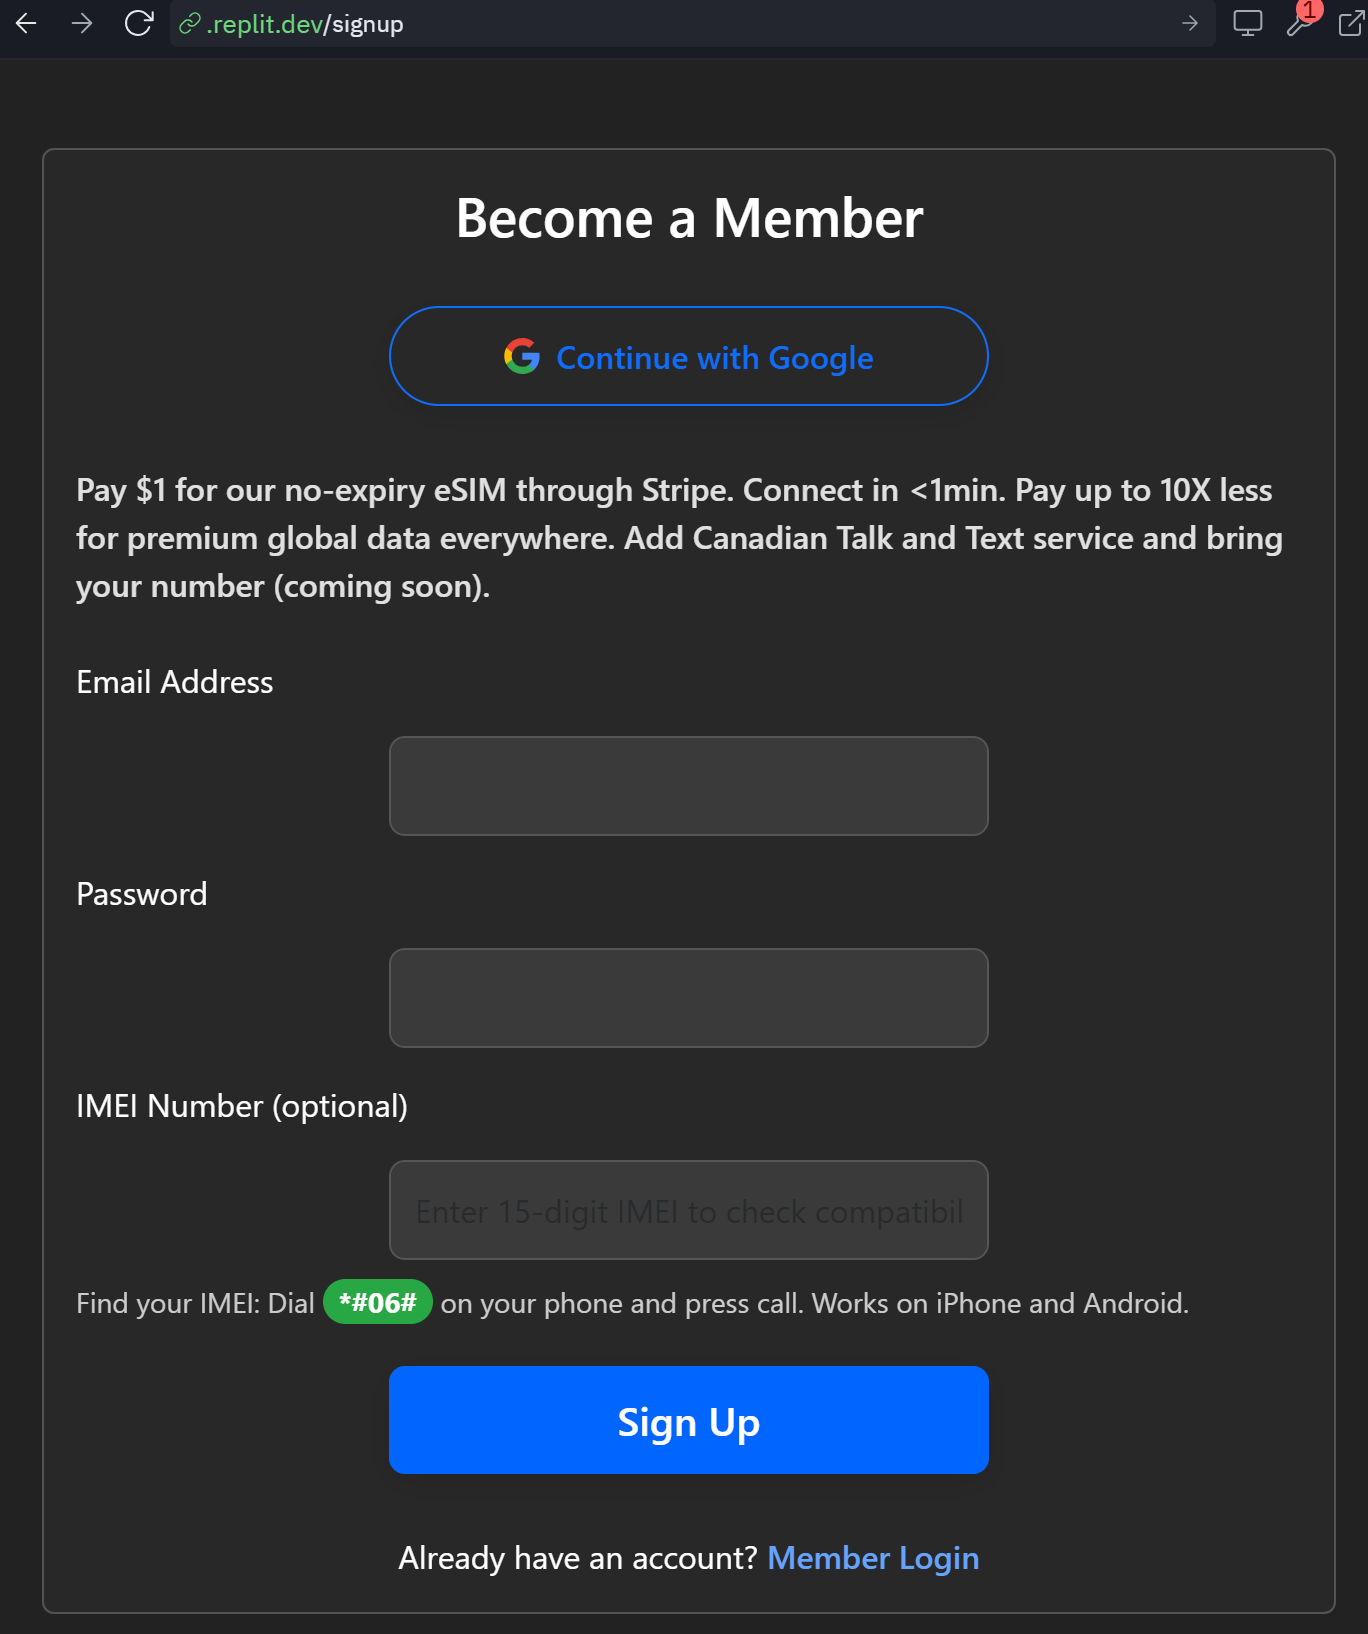 .replit.dev/signup
1
Become a Member
Continue with Google
Pay $1 for our no-expiry eSIM through Stripe. Connect in <1min. Pay up to 10X less
for premium global data everywhere. Add Canadian Talk and Text service and bring
your number (coming soon).
Email Address
Password
IMEI Number (optional)
Enter 15-digit IMEI to check compatibil
Find your IMEI: Dial *#06# on your phone and press call. Works on iPhone and Android.
Sign Up
Already have an account? Member Login